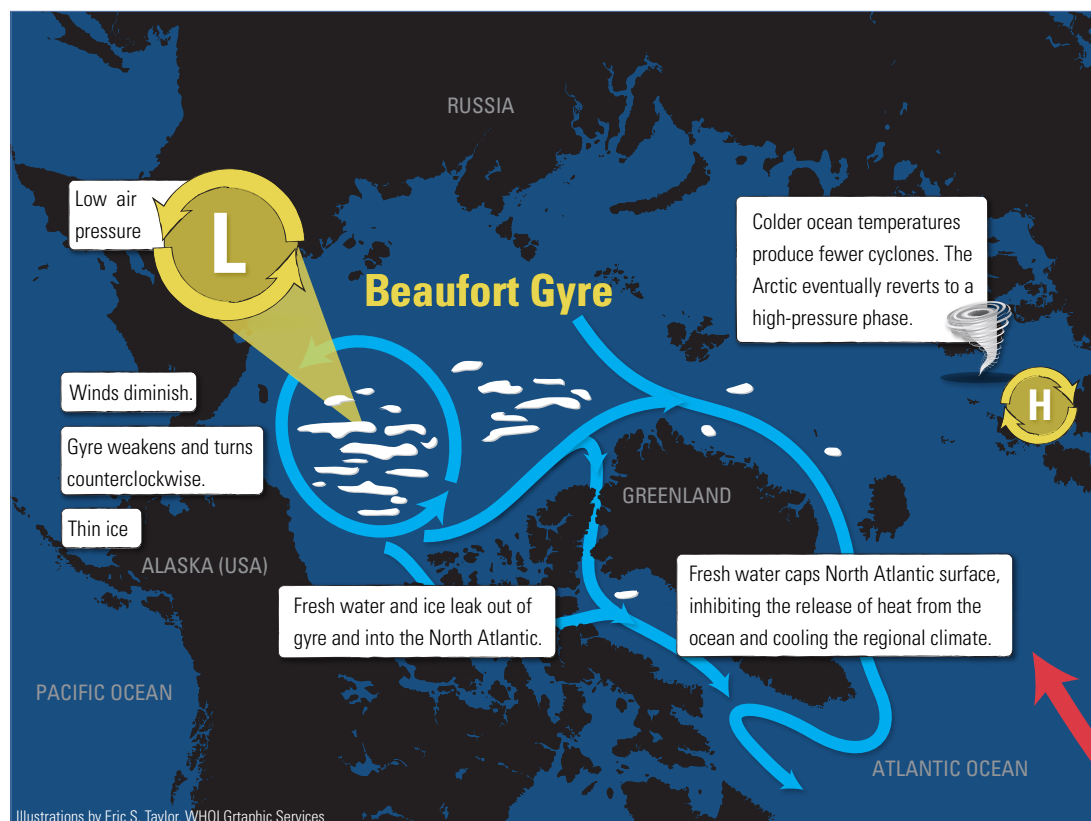 RUSSIA
Low air
pressure
L
Colder ocean temperatures
produce fewer cyclones. The
Arctic eventually reverts to a
high-pressure phase.
Beaufort Gyre
H
Winds diminish.
Gyre weakens and turns
counterclockwise.
Thin ice
GREENLAND
ALASKA (USA)
Fresh water and ice leak out of
gyre and into the North Atlantic.
Fresh water caps North Atlantic surface,
inhibiting the release of heat from the
ocean and cooling the regional climate.
PACIFIC OCEAN
ATLANTIC OCEAN
Illustrations by Eric S. Taylor, WHOI Grtaphic Services